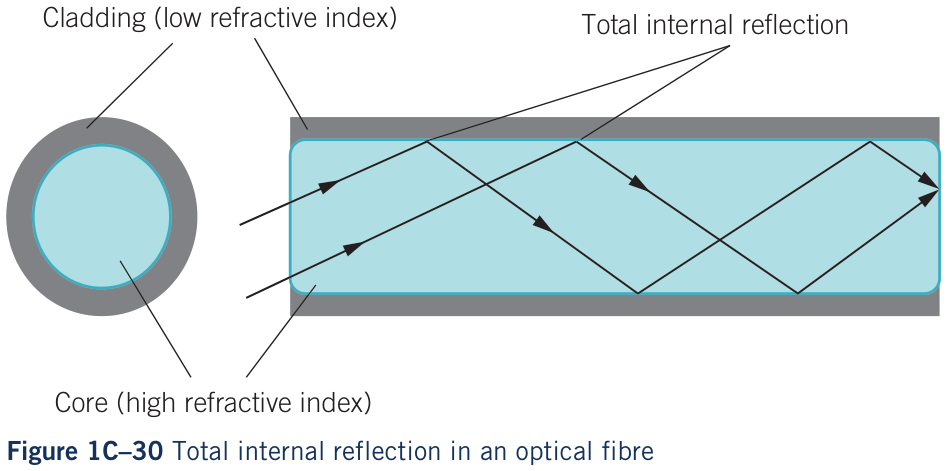 Cladding (low refractive index)
Total internal reflection
Core (high refractive index)
Figure 1C–30 Total internal reflection in an optical fibre